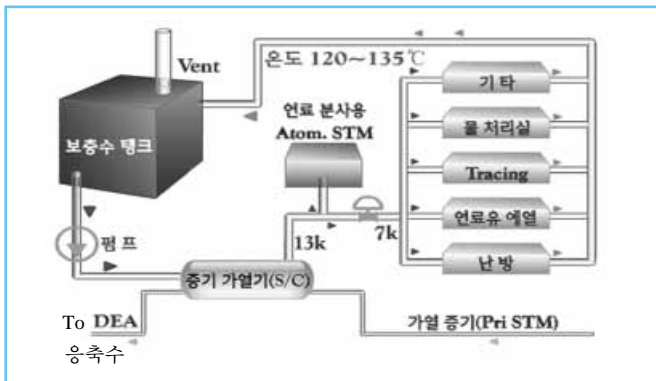 Vent
온도 120~135℃
보충수 탱크
연료 분사용
Atom. STM
기 타
물 처리실
Tracing
연료유 예열
난 방
펌 프
13k
7k
증기 가열기(S/C)
To DEA
응축수
가열 증기(Pri STM)